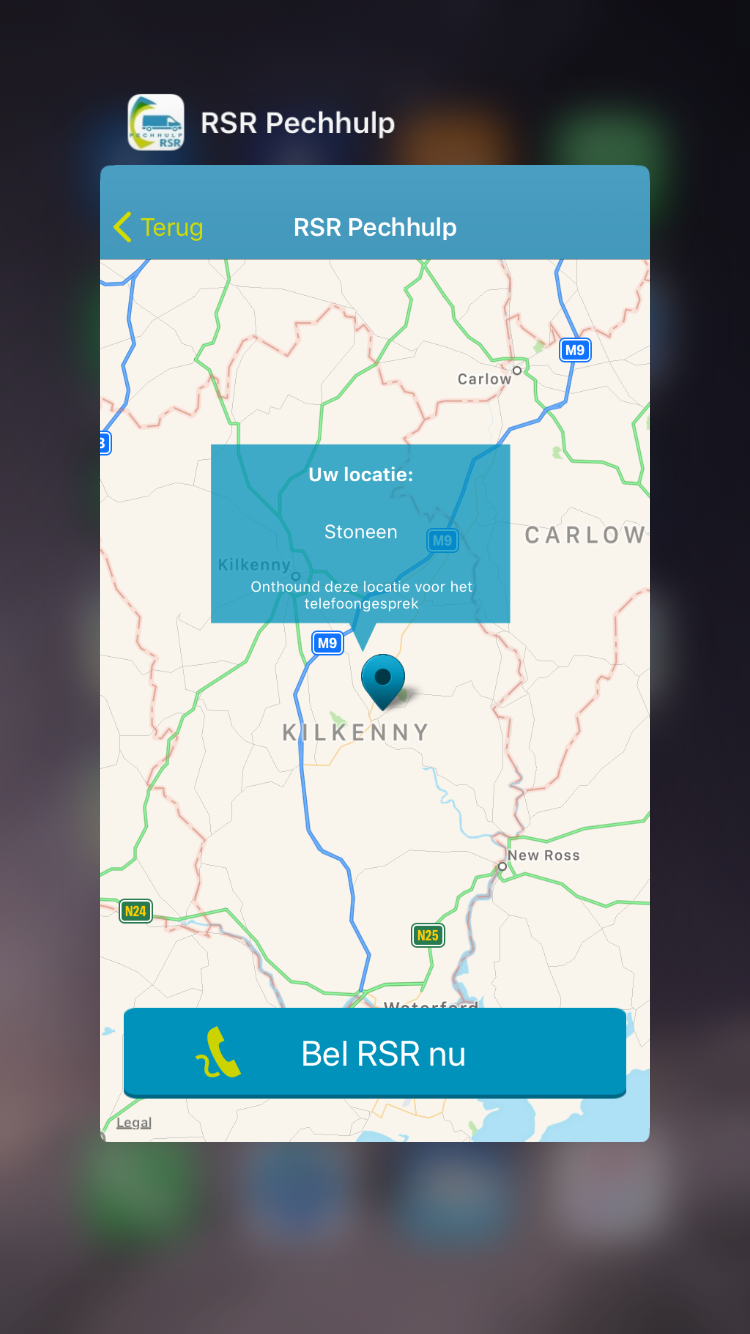 PECHHULP
RSR
RSR Pechhulp
Terug
RSR Pechhulp
M9
Carlow
3
Uw locatie:
Stoneen
M9
CARLOW
Kilkenny
Onthound deze locatie voor het
telefoongesprek
M9
KILKENNY
New Ross
N24
N25
Waterford
Bel RSR nu
Legal